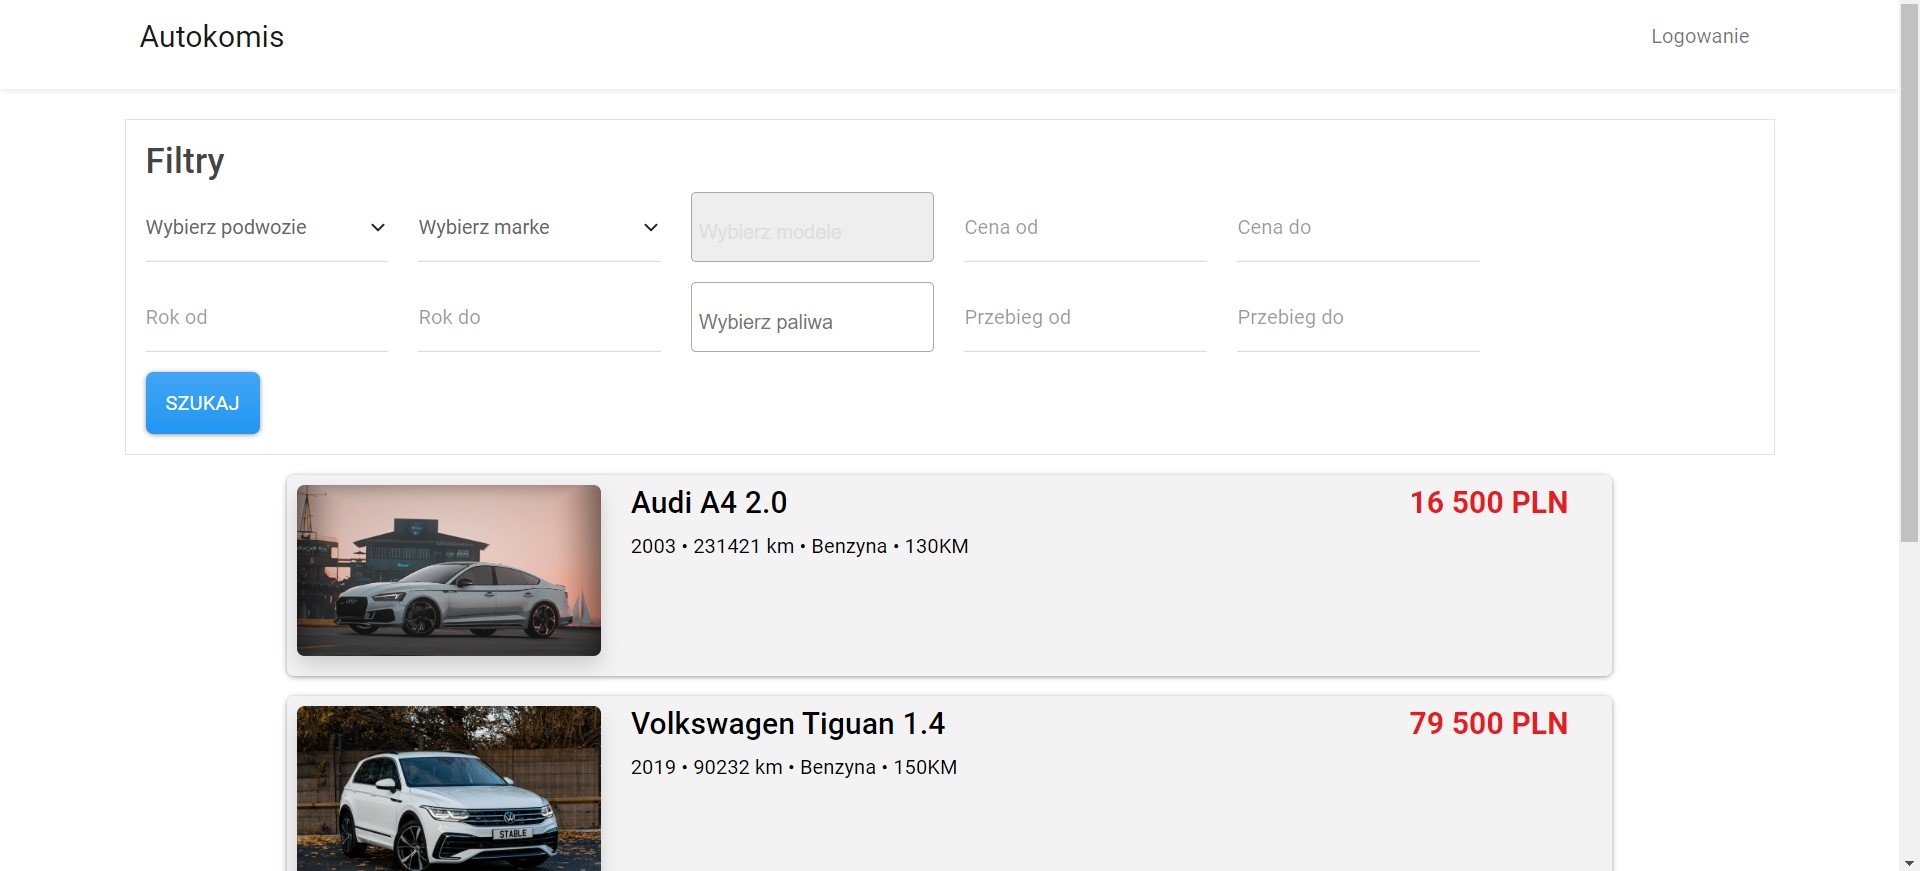 Autokomis
Logowanie
Filtry
Wybierz podwozie
Wybierz marke
Wybierz modele
Cena od
Cena do
Rok od
Rok do
Wybierz paliwa
Przebieg od
Przebieg do
SZUKAJ
Audi A4 2.0
16 500 PLN
2003 • 231421 km • Benzyna • 130KM
Volkswagen Tiguan 1.4
79 500 PLN
2019 • 90232 km • Benzyna • 150KM
STABLE